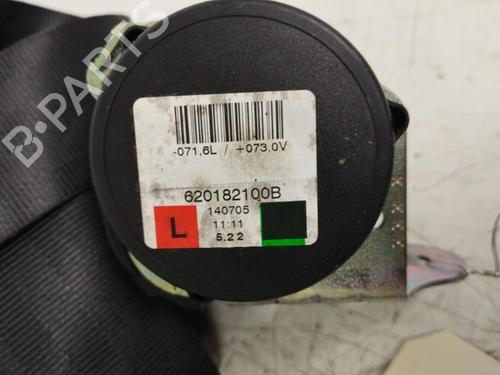 B-PARTS
-071,6L / +073,0V
620182100B
L
140705
11:11
5.22